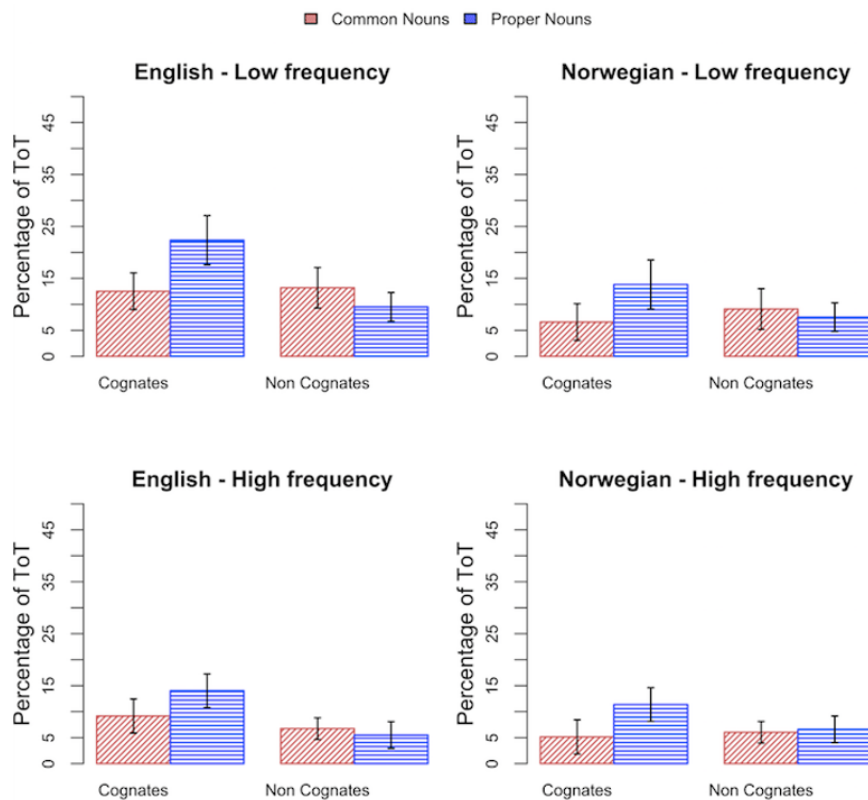 Common Nouns Proper Nouns
English - Low frequency
Percentage of ToT
45
35
25
15
5
0
Cognates Non Cognates
Norwegian - Low frequency
Percentage of ToT
45
35
25
15
5
0
Cognates Non Cognates
English - High frequency
Percentage of ToT
45
35
25
15
5
0
Cognates Non Cognates
Norwegian - High frequency
Percentage of ToT
45
35
25
15
5
0
Cognates Non Cognates